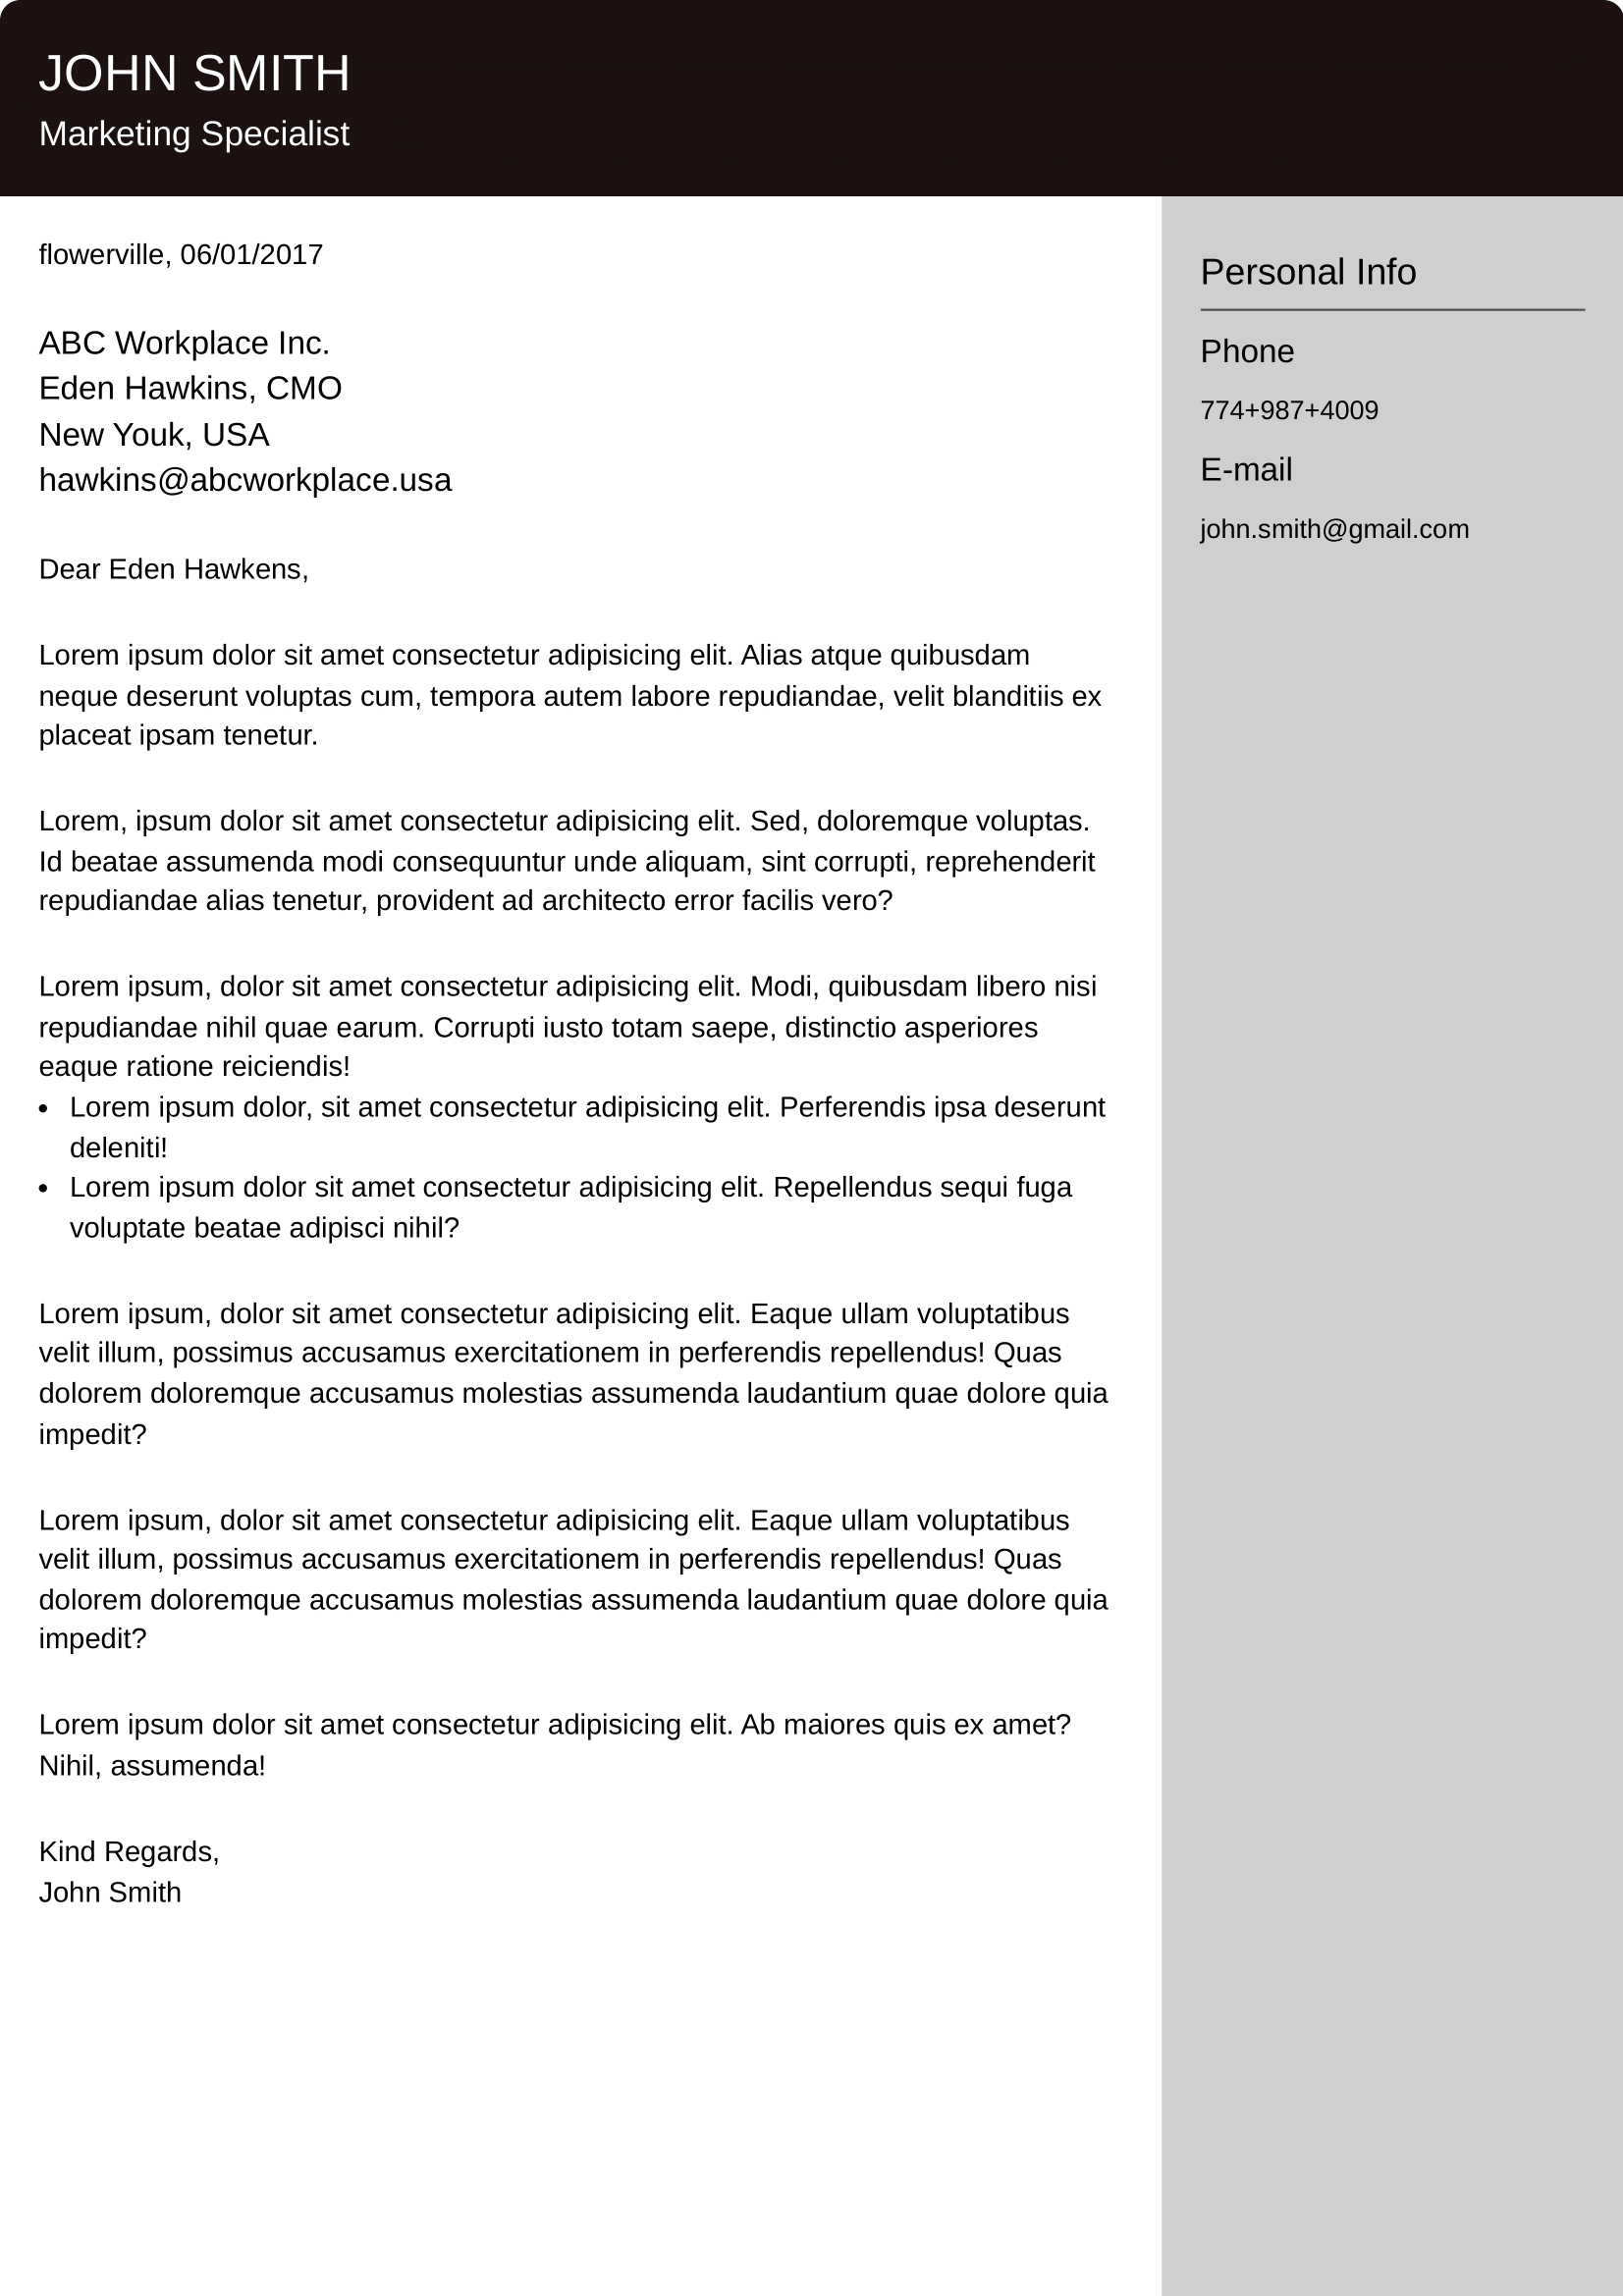 JOHN SMITH
Marketing Specialist
flowerville, 06/01/2017
ABC Workplace Inc.
Eden Hawkins, CMO
New Youk, USA
hawkins@abcworkplace.usa
Dear Eden Hawkens,
Lorem ipsum dolor sit amet consectetur adipisicing elit. Alias atque quibusdam
neque deserunt voluptas cum, tempora autem labore repudiandae, velit blanditiis ex
placeat ipsam tenetur.
Lorem, ipsum dolor sit amet consectetur adipisicing elit. Sed, doloremque voluptas.
Id beatae assumenda modi consequuntur unde aliquam, sint corrupti, reprehenderit
repudiandae alias tenetur, provident ad architecto error facilis vero?
Lorem ipsum, dolor sit amet consectetur adipisicing elit. Modi, quibusdam libero nisi
repudiandae nihil quae earum. Corrupti iusto totam saepe, distinctio asperiores
eaque ratione reiciendis!
• Lorem ipsum dolor, sit amet consectetur adipisicing elit. Perferendis ipsa deserunt
deleniti!
• Lorem ipsum dolor sit amet consectetur adipisicing elit. Repellendus sequi fuga
voluptate beatae adipisci nihil?
Lorem ipsum, dolor sit amet consectetur adipisicing elit. Eaque ullam voluptatibus
velit illum, possimus accusamus exercitationem in perferendis repellendus! Quas
dolorem doloremque accusamus molestias assumenda laudantium quae dolore quia
impedit?
Lorem ipsum, dolor sit amet consectetur adipisicing elit. Eaque ullam voluptatibus
velit illum, possimus accusamus exercitationem in perferendis repellendus! Quas
dolorem doloremque accusamus molestias assumenda laudantium quae dolore quia
impedit?
Lorem ipsum dolor sit amet consectetur adipisicing elit. Ab maiores quis ex amet?
Nihil, assumenda!
Kind Regards,
John Smith
Personal Info
Phone
774+987+4009
E-mail
john.smith@gmail.com